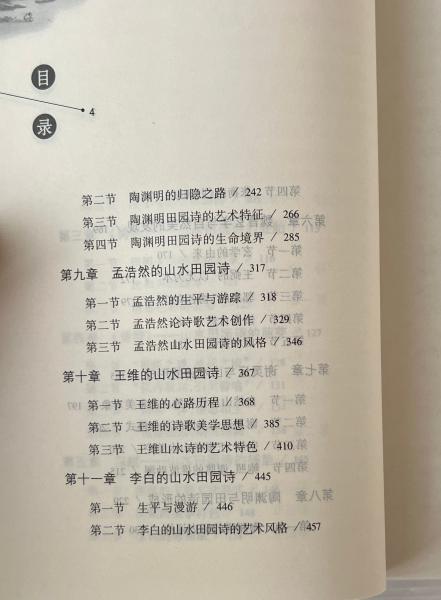 目
录
4
第二节 陶渊明的归隐之路 / 242
第三节 陶渊明田园诗的艺术特征 / 266
第四节 陶渊明田园诗的生命境界 / 285
第九章 孟浩然的山水田园诗 / 317
第一节 孟浩然的生平与游踪 / 318
第二节 孟浩然论诗歌艺术创作 / 329
第三节 孟浩然山水田园诗的风格 / 346
第十章 王维的山水田园诗 / 367
第一节 王维的心路历程 / 368
第二节 王维的诗歌美学思想 / 385
第三节 王维山水诗的艺术特色 / 410
第十一章 李白的山水田园诗 / 445
第一节 生平与漫游 / 446
第二节 李白的山水田园诗的艺术风格 / 457